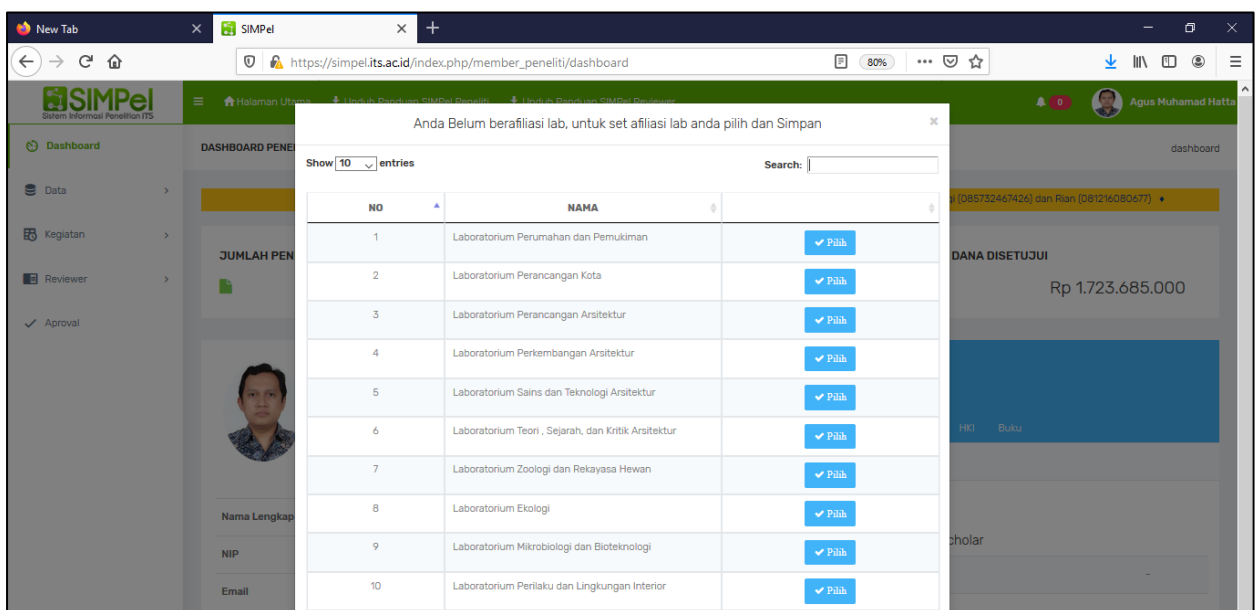 New Tab
SIMPel
https://simpel.its.ac.id/index.php/member_peneliti/dashboard
80%
SIMPel
Sistem Informasi Penelitian ITS
Halaman Utama
Unduh Panduan SIMPel Peneliti
Unduh Panduan SIMPel Reviewer
0
Agus Muhamad Hatta
Anda Belum berafiliasi lab, untuk set afiliasi lab anda pilih dan Simpan
Dashboard
Data
Kegiatan
Reviewer
Aproval
DASHBOARD PENE
dashboard
(085732467426) dan Rian (081216080677)
JUMLAH PEN
DANA DISETUJUI
Rp 1.723.685.000
HKI Buku
Nama Lengkap
NIP
Email
cholar
-
Show 10 entries
Search:
NO NAMA
1 Laboratorium Perumahan dan Pemukiman Pilih
2 Laboratorium Perancangan Kota Pilih
3 Laboratorium Perancangan Arsitektur Pilih
4 Laboratorium Perkembangan Arsitektur Pilih
5 Laboratorium Sains dan Teknologi Arsitektur Pilih
6 Laboratorium Teori , Sejarah, dan Kritik Arsitektur Pilih
7 Laboratorium Zoologi dan Rekayasa Hewan Pilih
8 Laboratorium Ekologi Pilih
9 Laboratorium Mikrobiologi dan Bioteknologi Pilih
10 Laboratorium Perilaku dan Lingkungan Interior Pilih